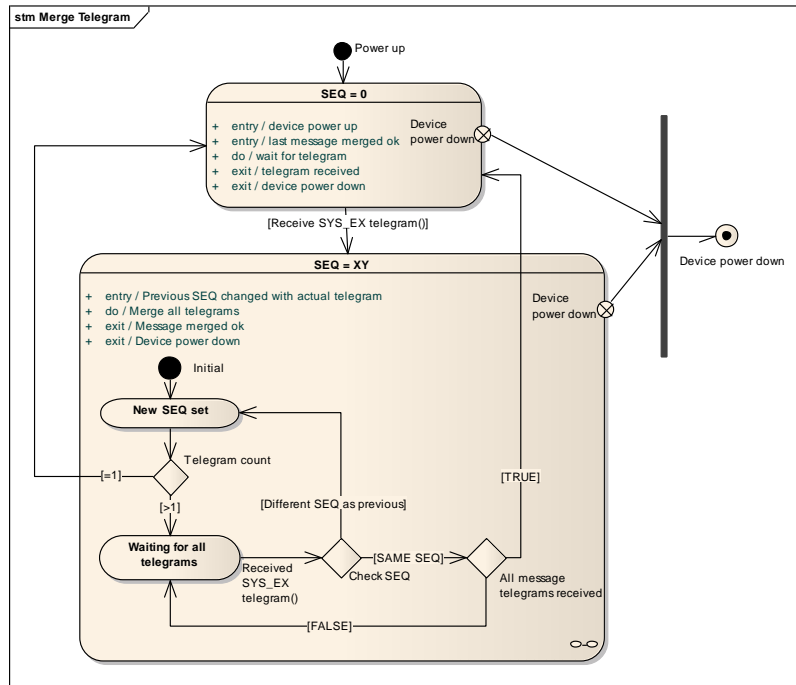 stm Merge Telegram
Power up
SEQ = 0
+ entry / device power up
+ entry / last message merged ok
+ do / wait for telegram
+ exit / telegram received
+ exit / device power down
Device
power down
[Receive SYS_EX telegram()]
Device power down
SEQ = XY
+ entry / Previous SEQ changed with actual telegram
+ do / Merge all telegrams
+ exit / Message merged ok
+ exit / Device power down
Device
power down
Initial
New SEQ set
Telegram count
[=1]
[>1]
[Different SEQ as previous]
[TRUE]
Waiting for all
telegrams
Received
SYS_EX
telegram()
[SAME SEQ]
Check SEQ
All message
telegrams received
[FALSE]